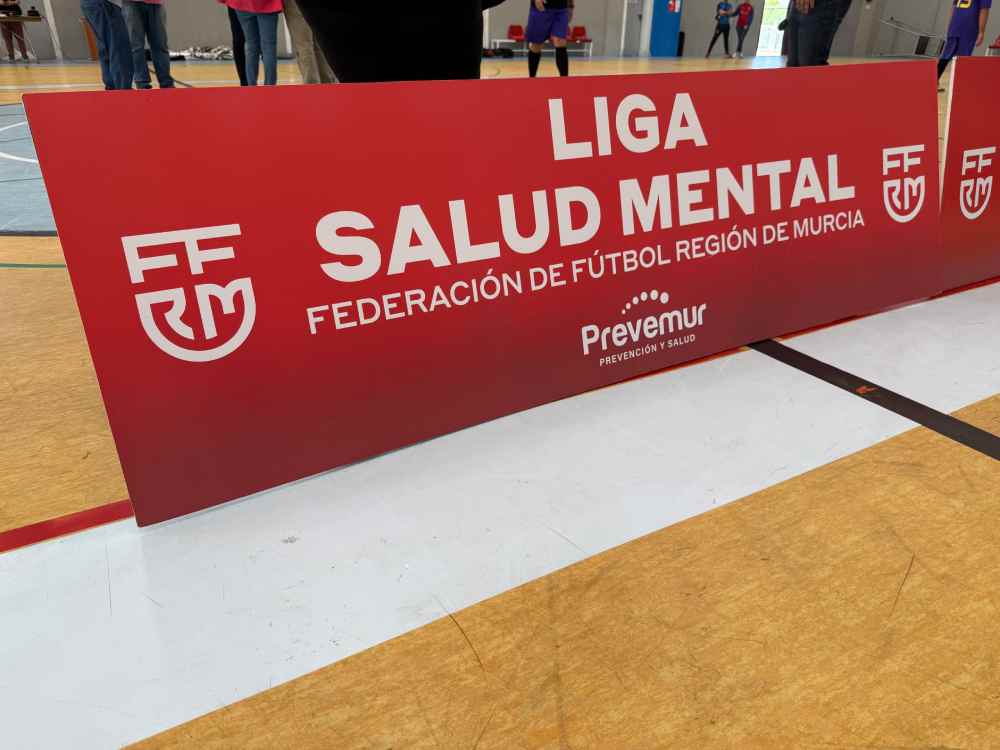 LIGA
SALUD MENTAL
FEDERACIÓN DE FÚTBOL REGIÓN DE MURCIA
FF
RM
Prevemur
PREVENCIÓN Y SALUD
FF
RM
FF
RM